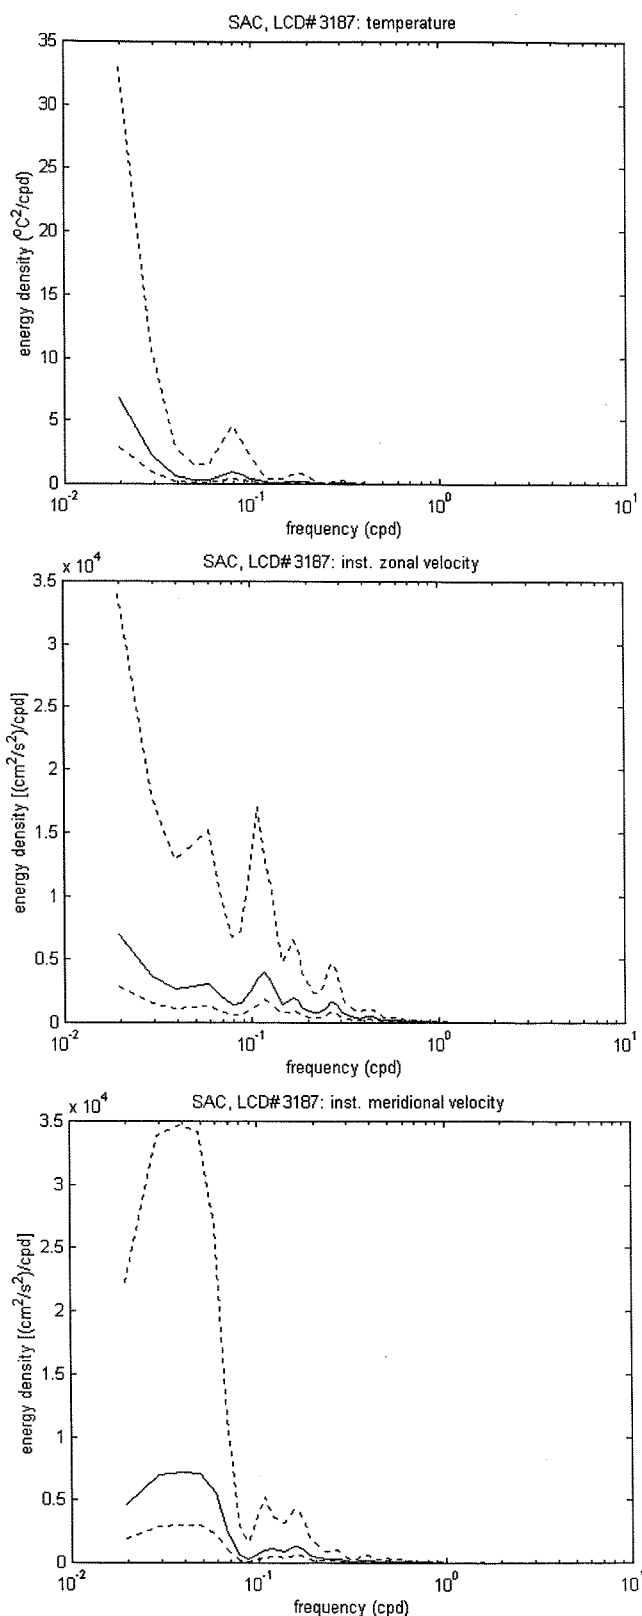 SAC, LCD#3187: temperature
35
30
25
20
15
10
5
0
energy density (ºC²/cpd)
10⁻² 10⁻¹ 10⁰ 10¹
frequency (cpd)
SAC, LCD#3187: inst. zonal velocity
x 10⁴
3.5
3
2.5
2
1.5
1
0.5
0
energy density [(cm²/s²)/cpd]
10⁻² 10⁻¹ 10⁰ 10¹
frequency (cpd)
SAC, LCD#3187: inst. meridional velocity
x 10⁴
3.5
3
2.5
2
1.5
1
0.5
0
energy density [(cm²/s²)/cpd]
10⁻² 10⁻¹ 10⁰ 10¹
frequency (cpd)